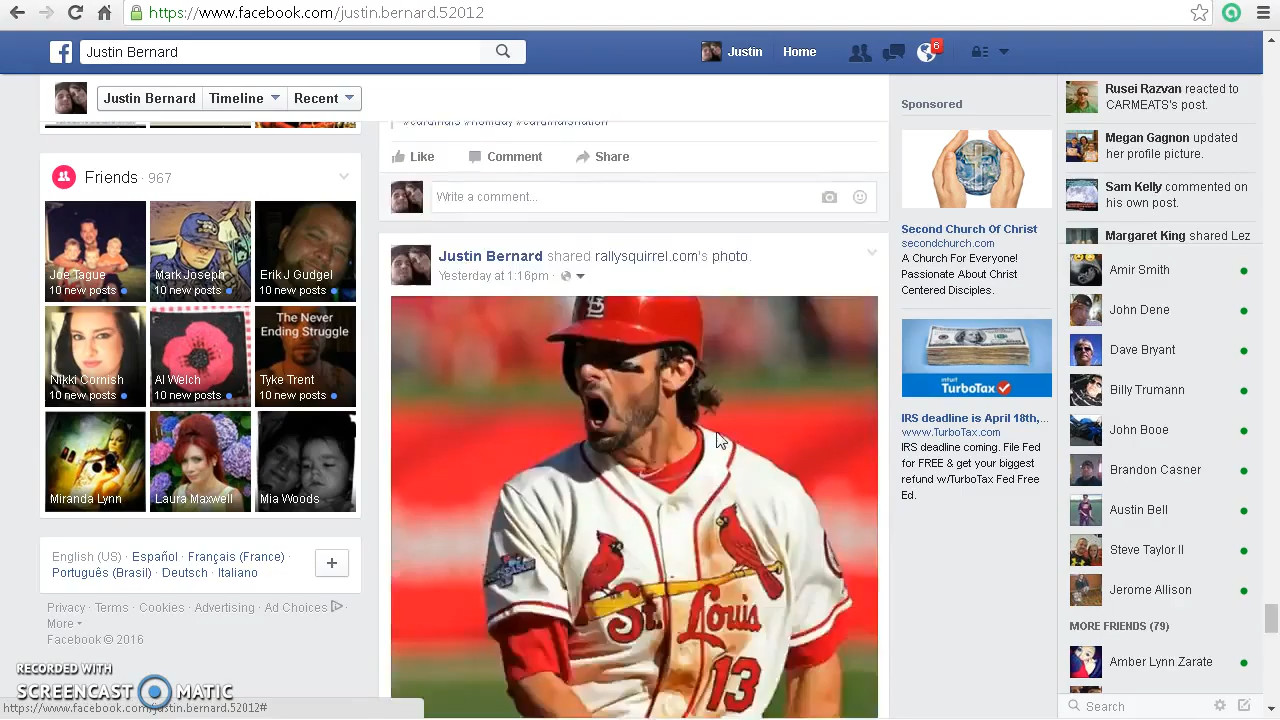 https://www.facebook.com/justin.bernard.52012
Justin Bernard
Justin
Home
6
Justin Bernard
Timeline
Recent
Friends · 967
Joe Tague
10 new posts
Mark Joseph
10 new posts
Erik J Gudgel
10 new posts
Nikki Cornish
10 new posts
Al Welch
10 new posts
The Never
Ending Struggle
Tyke Trent
10 new posts
Miranda Lynn
Laura Maxwell
Mia Woods
English (US) · Español · Français (France) ·
Português (Brasil) · Deutsch · Italiano
Privacy · Terms · Cookies · Advertising · Ad Choices ·
More
Facebook © 2016
RECORDED WITH
SCREENCAST MATIC
https://www.facebook.com/justin.bernard.52012#
#cardinals #holiday #cardinalsnation
Like
Comment
Share
Write a comment...
Justin Bernard shared rallysquirrel.com's photo.
Yesterday at 1:16pm ·
St. Louis
13
Sponsored
Second Church Of Christ
secondchurch.com
A Church For Everyone!
Passionate About Christ
Centered Disciples.
intuit
TurboTax
IRS deadline is April 18th,...
www.TurboTax.com
IRS deadline is coming. File Fed
for FREE & get your biggest
refund w/TurboTax Fed Free
Ed.
Rusei Razvan reacted to
CARMEATS's post.
Megan Gagnon updated
her profile picture.
Sam Kelly commented on
his own post.
Margaret King shared Lez
Amir Smith
John Derie
Dave Bryant
Billy Trumann
John Booe
Brandon Casner
Austin Bell
Steve Taylor II
Jerome Allison
MORE FRIENDS (79)
Amber Lynn Zarate
Search